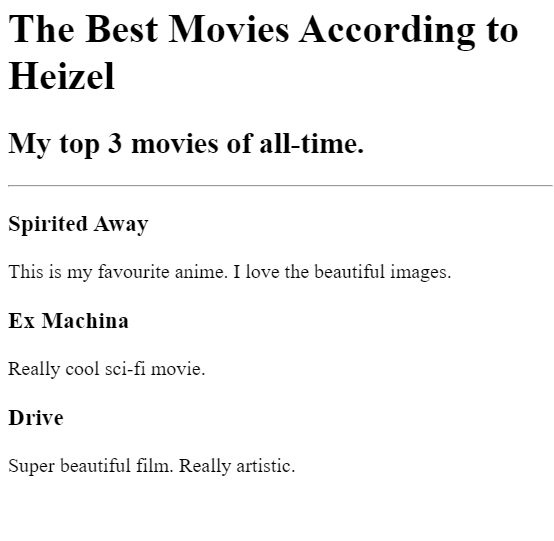 The Best Movies According to
Heizel
My top 3 movies of all-time.
Spirited Away
This is my favourite anime. I love the beautiful images.
Ex Machina
Really cool sci-fi movie.
Drive
Super beautiful film. Really artistic.